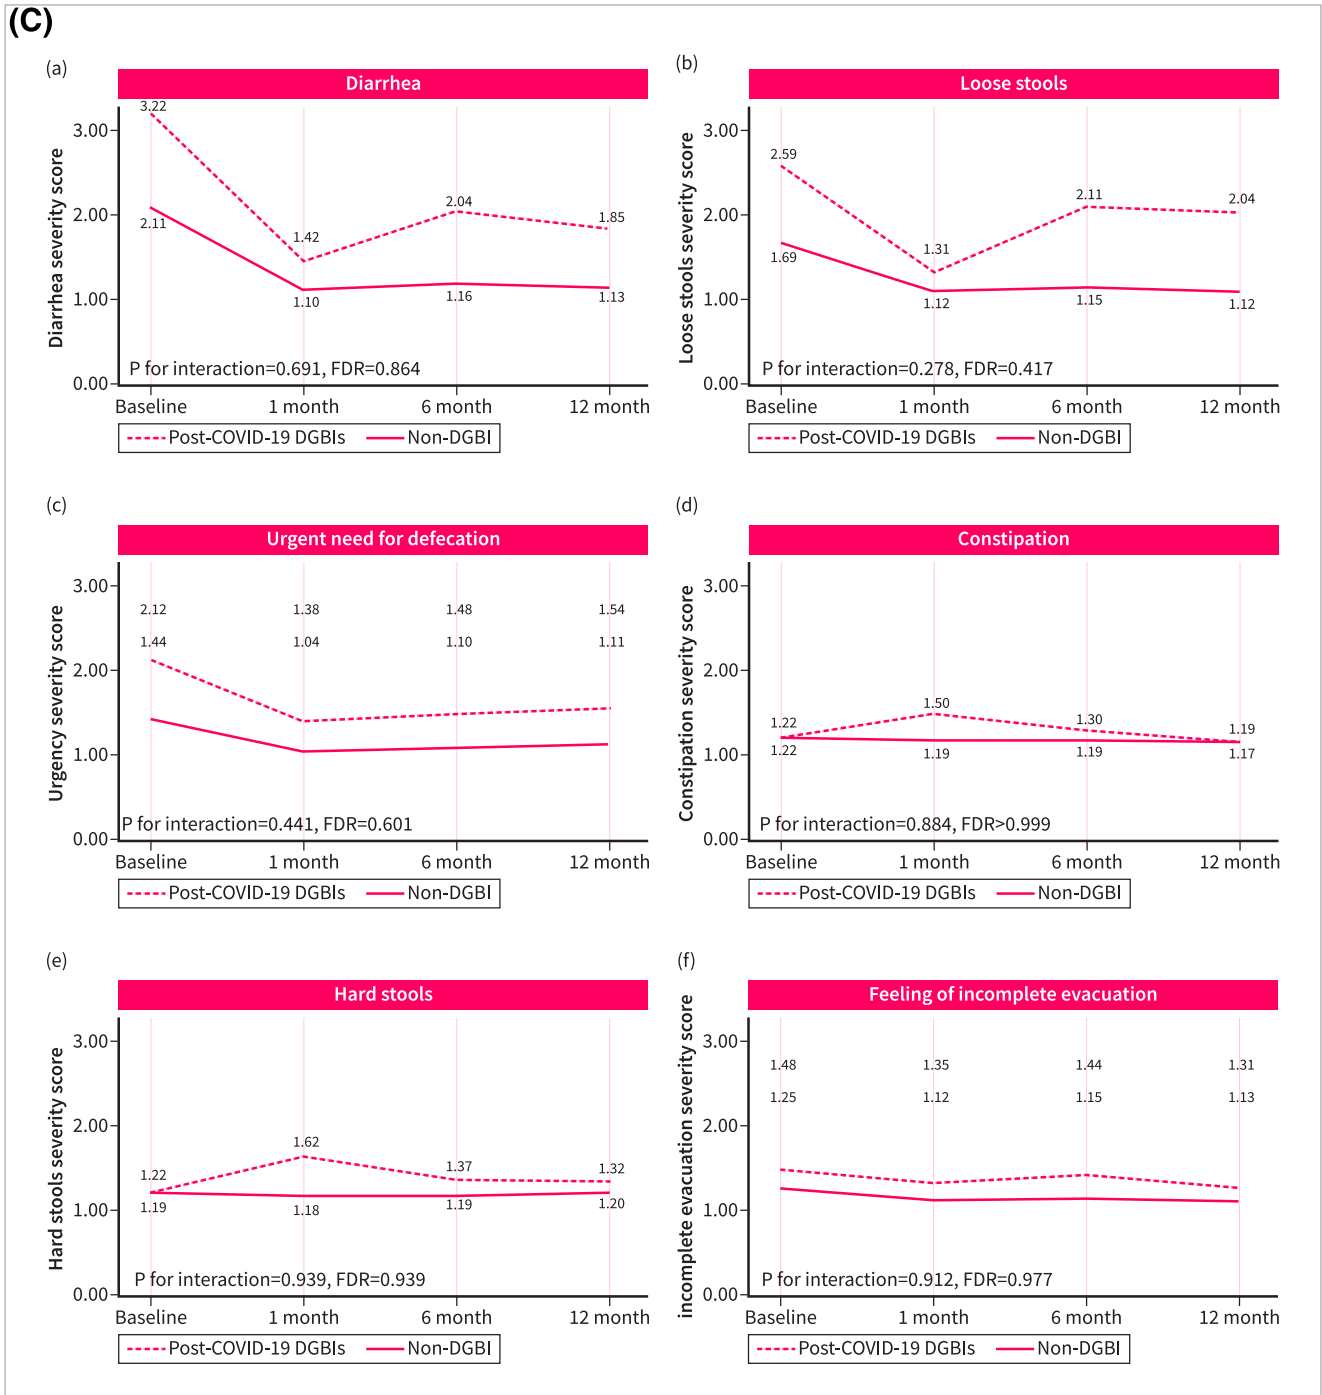 (C)
(a)
Diarrhea
Diarrhea severity score
3.00
2.00
1.00
0.00
3.22
2.11
1.42
1.10
2.04
1.16
1.85
1.13
P for interaction=0.691, FDR=0.864
Baseline 1 month 6 month 12 month
Post-COVID-19 DGBIs Non-DGBI
(b)
Loose stools
Loose stools severity score
3.00
2.00
1.00
0.00
2.59
1.69
1.31
1.12
2.11
1.15
2.04
1.12
P for interaction=0.278, FDR=0.417
Baseline 1 month 6 month 12 month
Post-COVID-19 DGBIs Non-DGBI
(c)
Urgent need for defecation
Urgency severity score
3.00
2.00
1.00
0.00
2.12 1.38 1.48 1.54
1.44 1.04 1.10 1.11
P for interaction=0.441, FDR=0.601
Baseline 1 month 6 month 12 month
Post-COVID-19 DGBIs Non-DGBI
(d)
Constipation
Constipation severity score
3.00
2.00
1.00
0.00
1.22
1.22
1.50
1.19
1.30
1.19
1.19
1.17
P for interaction=0.884, FDR>0.999
Baseline 1 month 6 month 12 month
Post-COVID-19 DGBIs Non-DGBI
(e)
Hard stools
Hard stools severity score
3.00
2.00
1.00
0.00
1.22
1.19
1.62
1.18
1.37
1.19
1.32
1.20
P for interaction=0.939, FDR=0.939
Baseline 1 month 6 month 12 month
Post-COVID-19 DGBIs Non-DGBI
(f)
Feeling of incomplete evacuation
incomplete evacuation severity score
3.00
2.00
1.00
0.00
1.48 1.35 1.44 1.31
1.25 1.12 1.15 1.13
P for interaction=0.912, FDR=0.977
Baseline 1 month 6 month 12 month
Post-COVID-19 DGBIs Non-DGBI